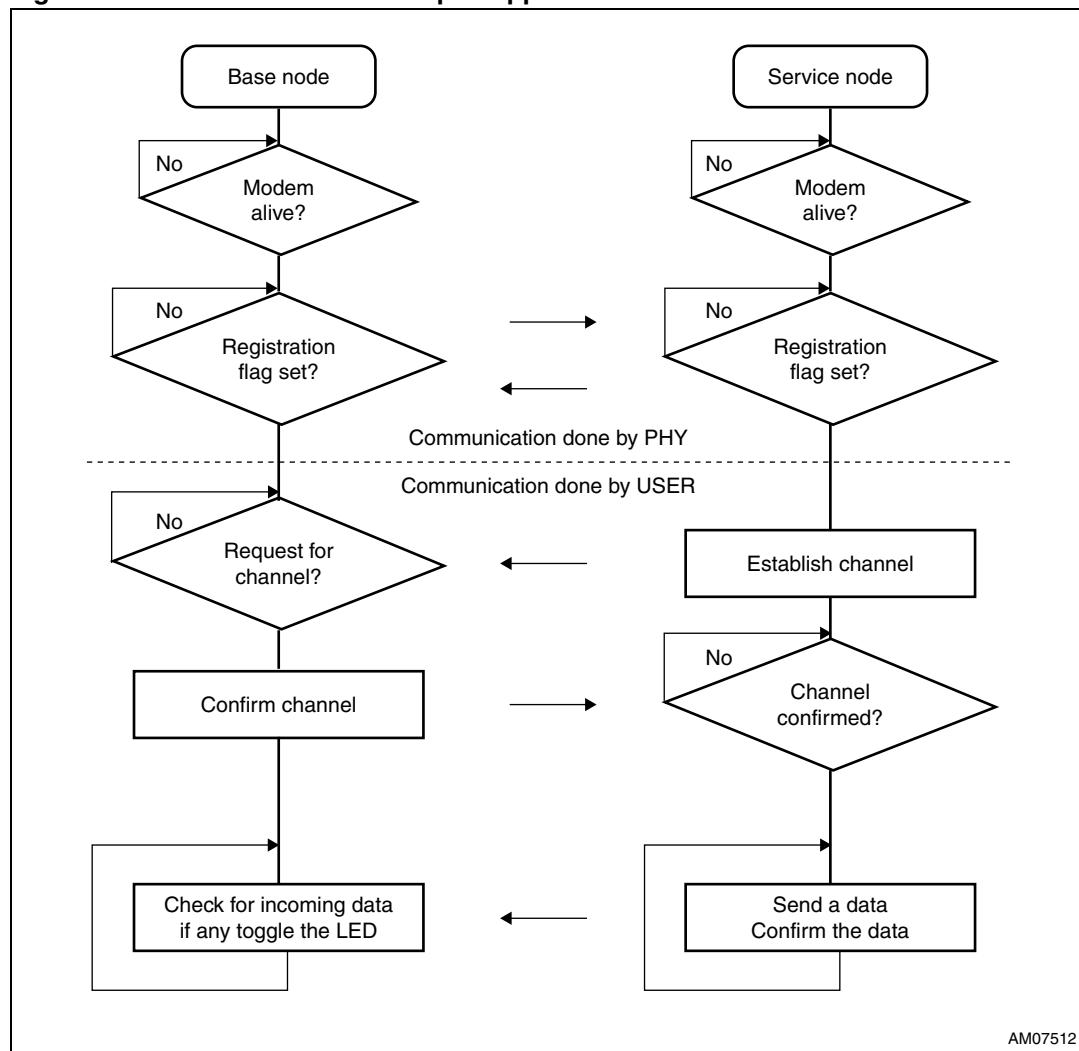 Base node
Service node
No
Modem
alive?
No
Modem
alive?
No
Registration
flag set?
No
Registration
flag set?
Communication done by PHY
Communication done by USER
No
Request for
channel?
Establish channel
No
Confirm channel
Channel
confirmed?
Check for incoming data
if any toggle the LED
Send a data
Confirm the data
AM07512